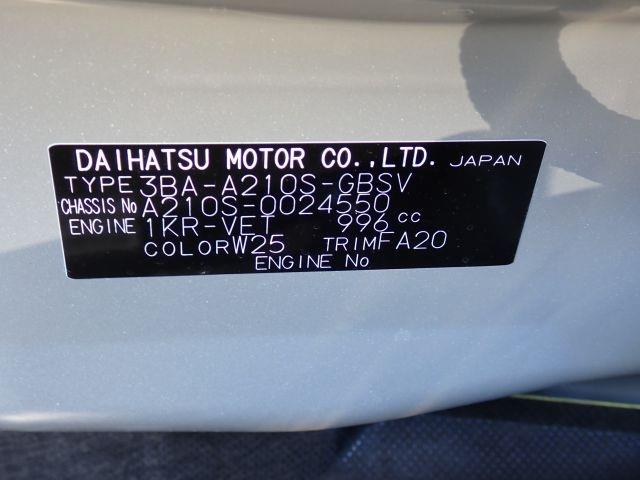 DAIHATSU MOTOR CO.,LTD. JAPAN
TYPE 3BA-A210S-GBSV
CHASSIS No A210S-0024550
ENGINE 1KR-VET 996 cc
COLOR W25 TRIM FA20
ENGINE No